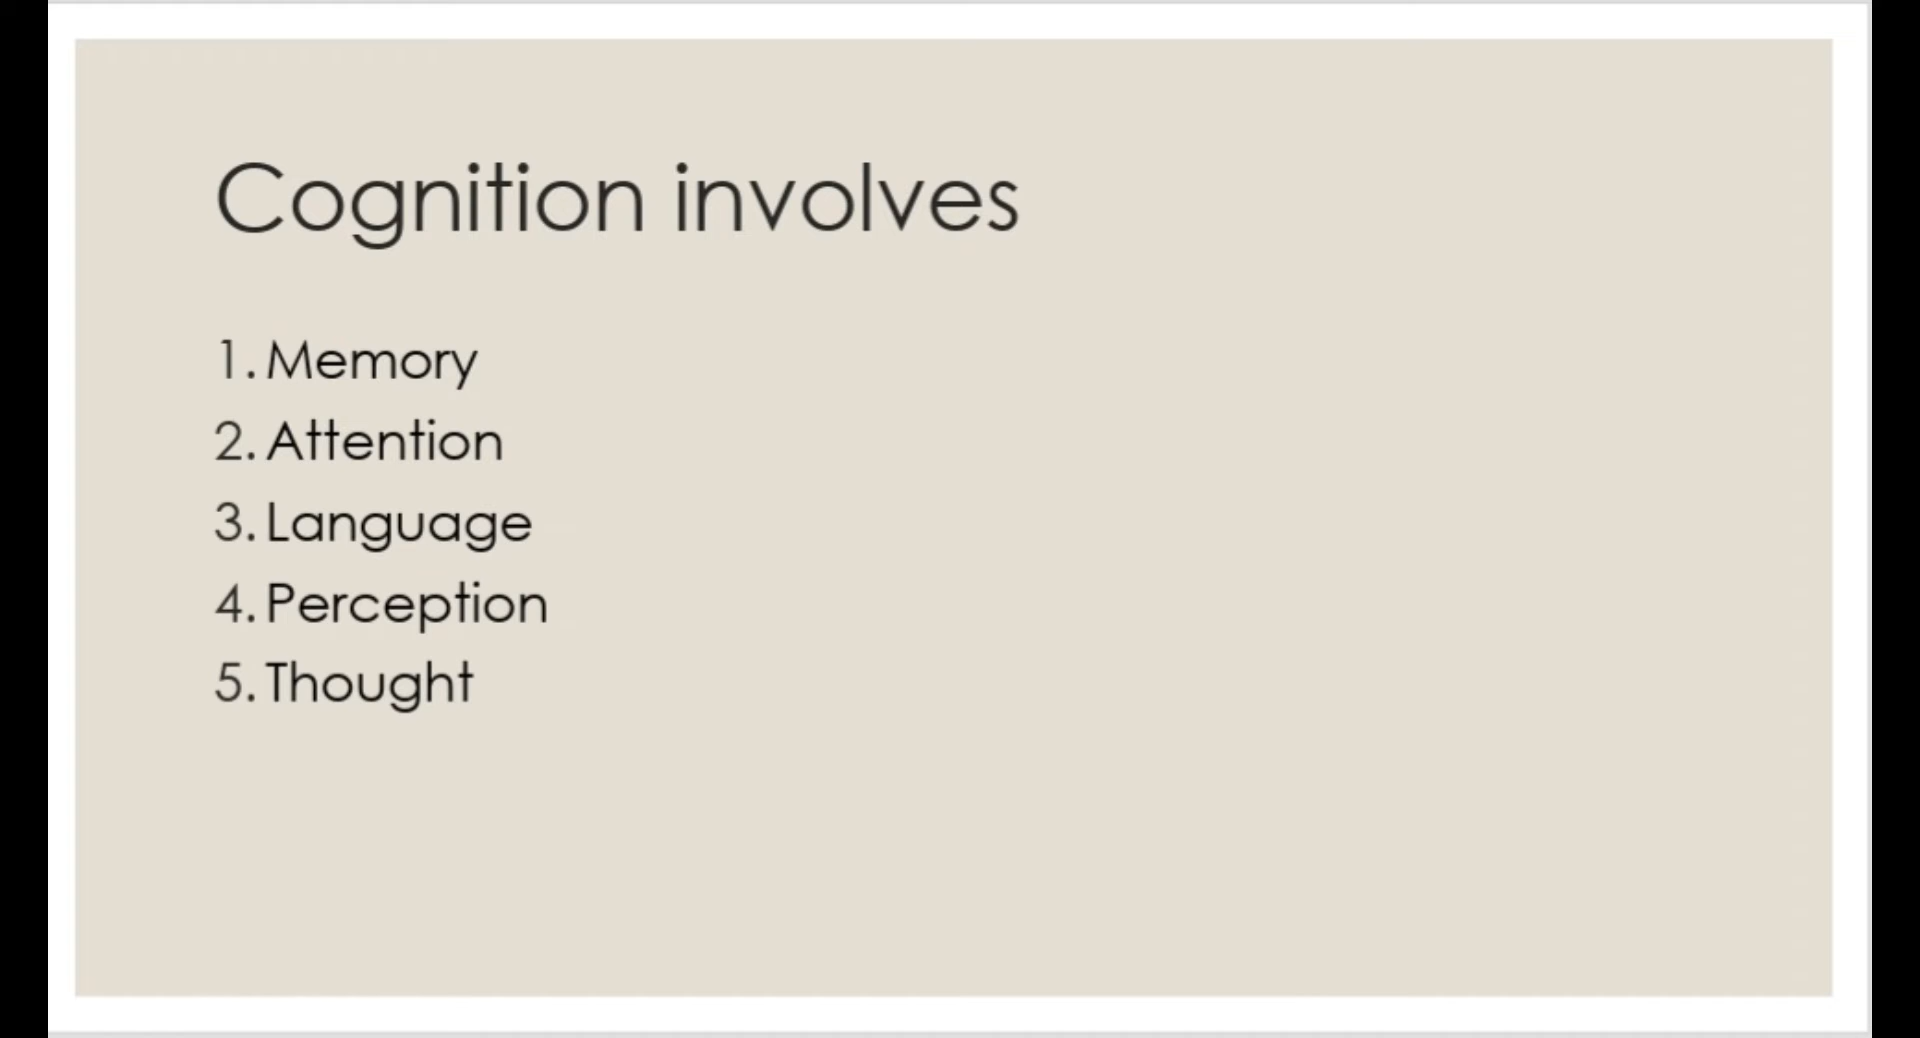 Cognition involves
1. Memory
2. Attention
3. Language
4. Perception
5. Thought